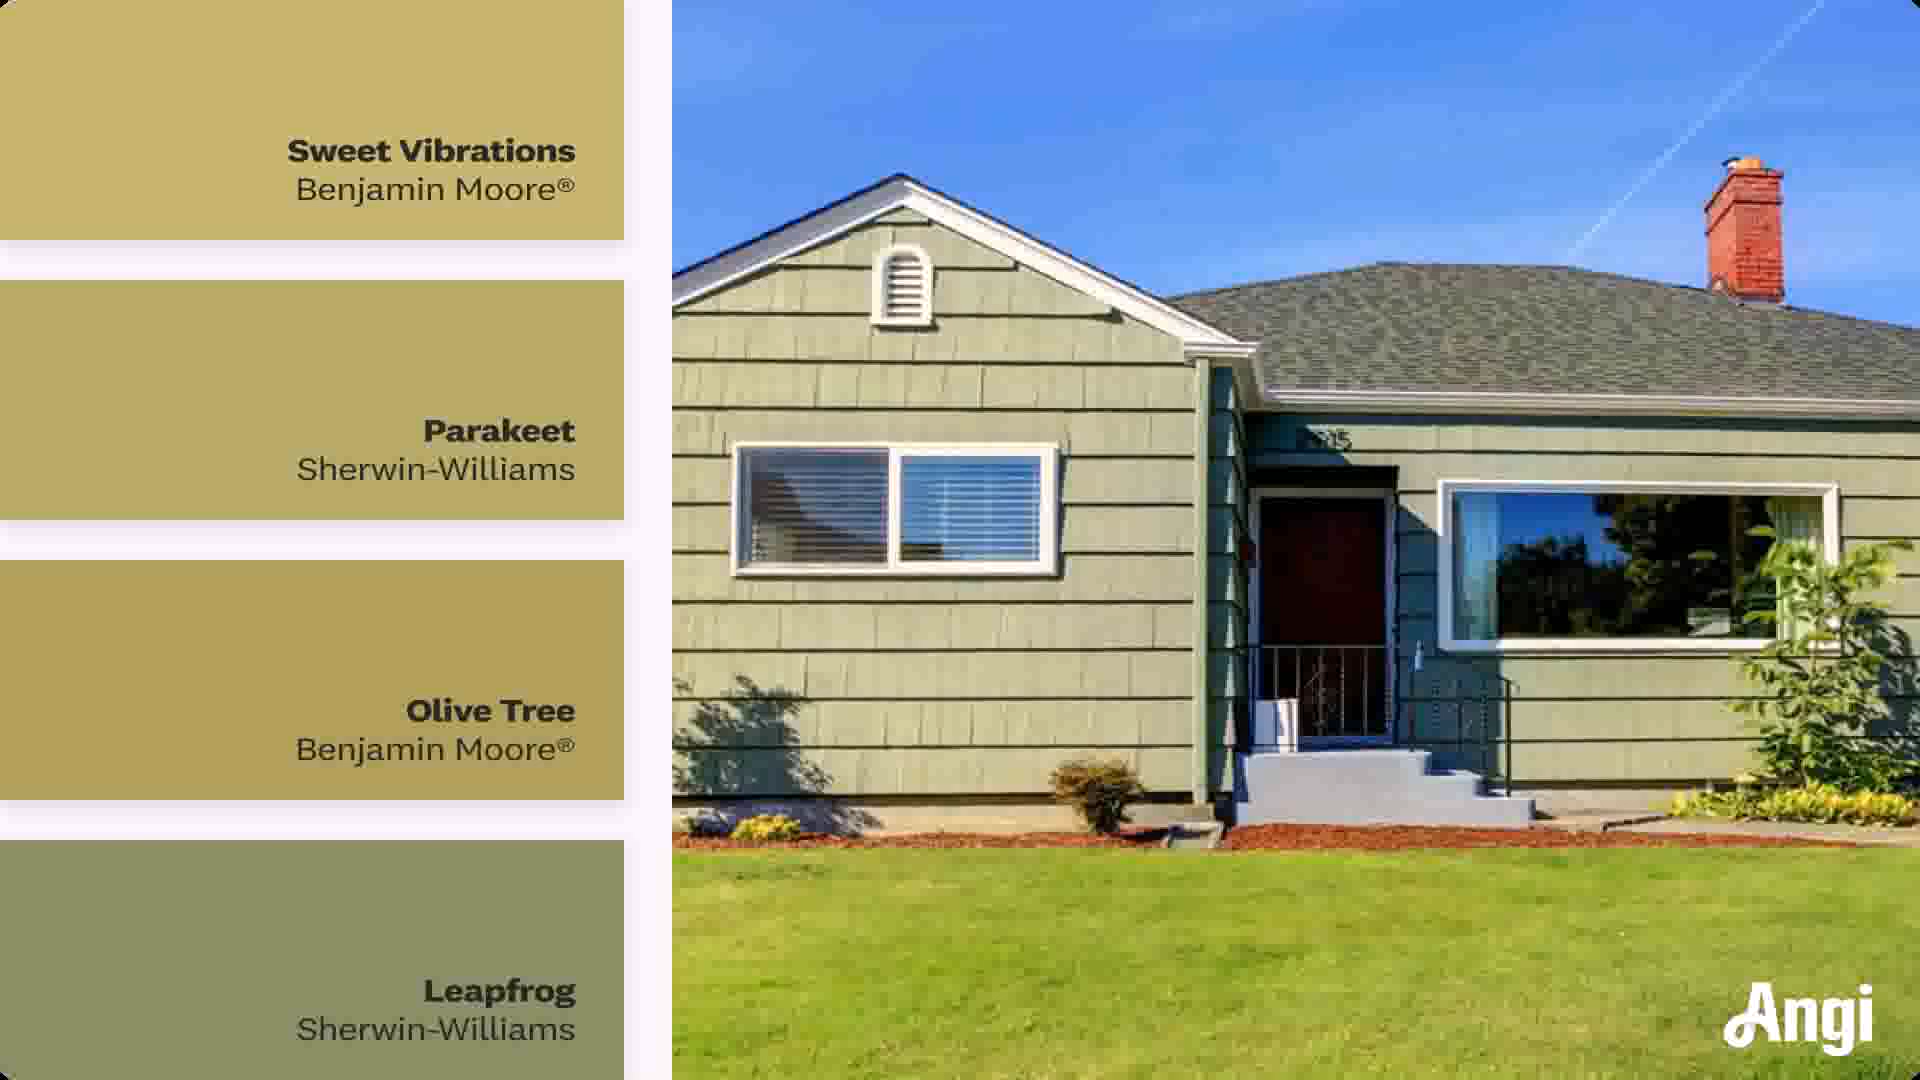 Sweet Vibrations
Benjamin Moore®
Parakeet
Sherwin-Williams
Olive Tree
Benjamin Moore®
Leapfrog
Sherwin-Williams
Angi